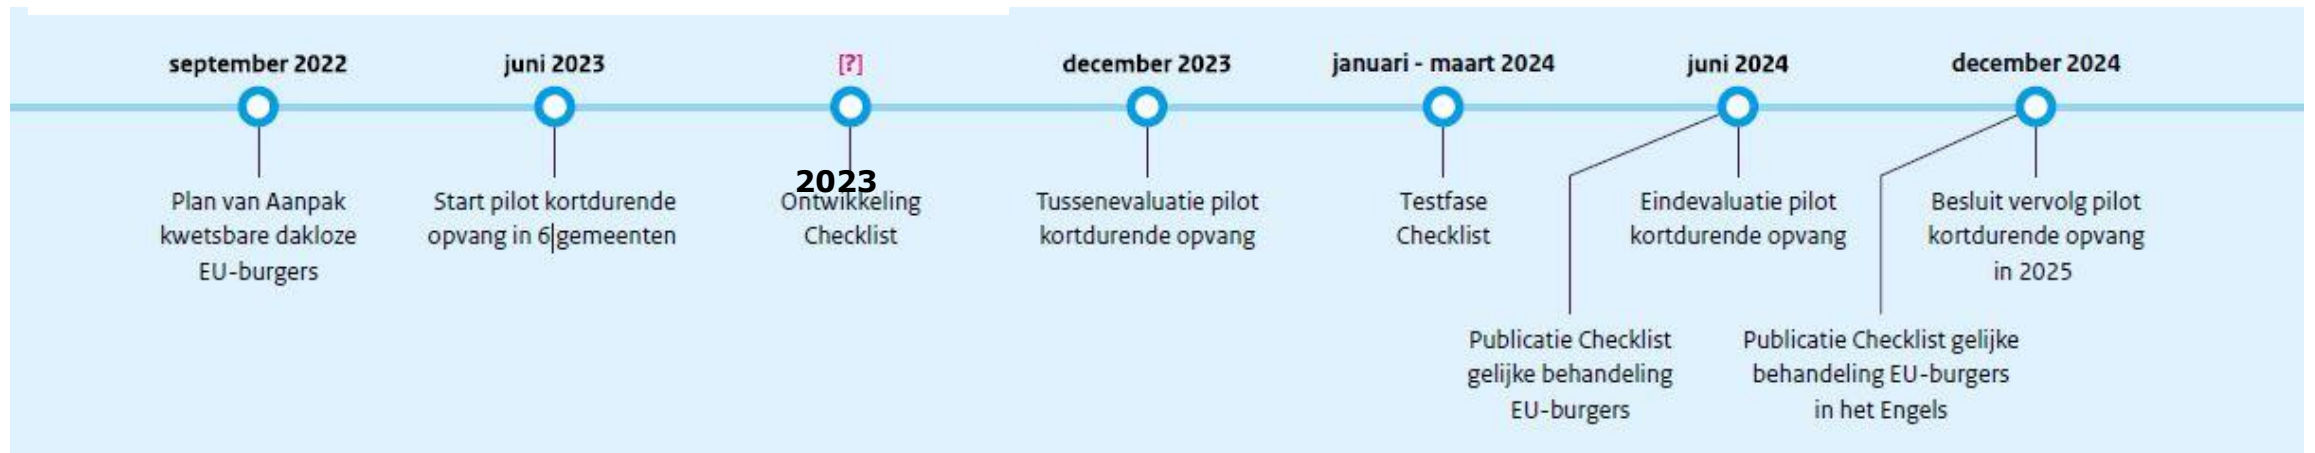 september 2022
Plan van Aanpak
kwetsbare dakloze
EU-burgers
juni 2023
Start pilot kortdurende
opvang in 6|gemeenten
[?]
2023
Ontwikkeling
Checklist
december 2023
Tussenevaluatie pilot
kortdurende opvang
januari - maart 2024
Testfase
Checklist
juni 2024
Eindevaluatie pilot
kortdurende opvang
Publicatie Checklist
gelijke behandeling
EU-burgers
december 2024
Besluit vervolg pilot
kortdurende opvang
in 2025
Publicatie Checklist gelijke
behandeling EU-burgers
in het Engels